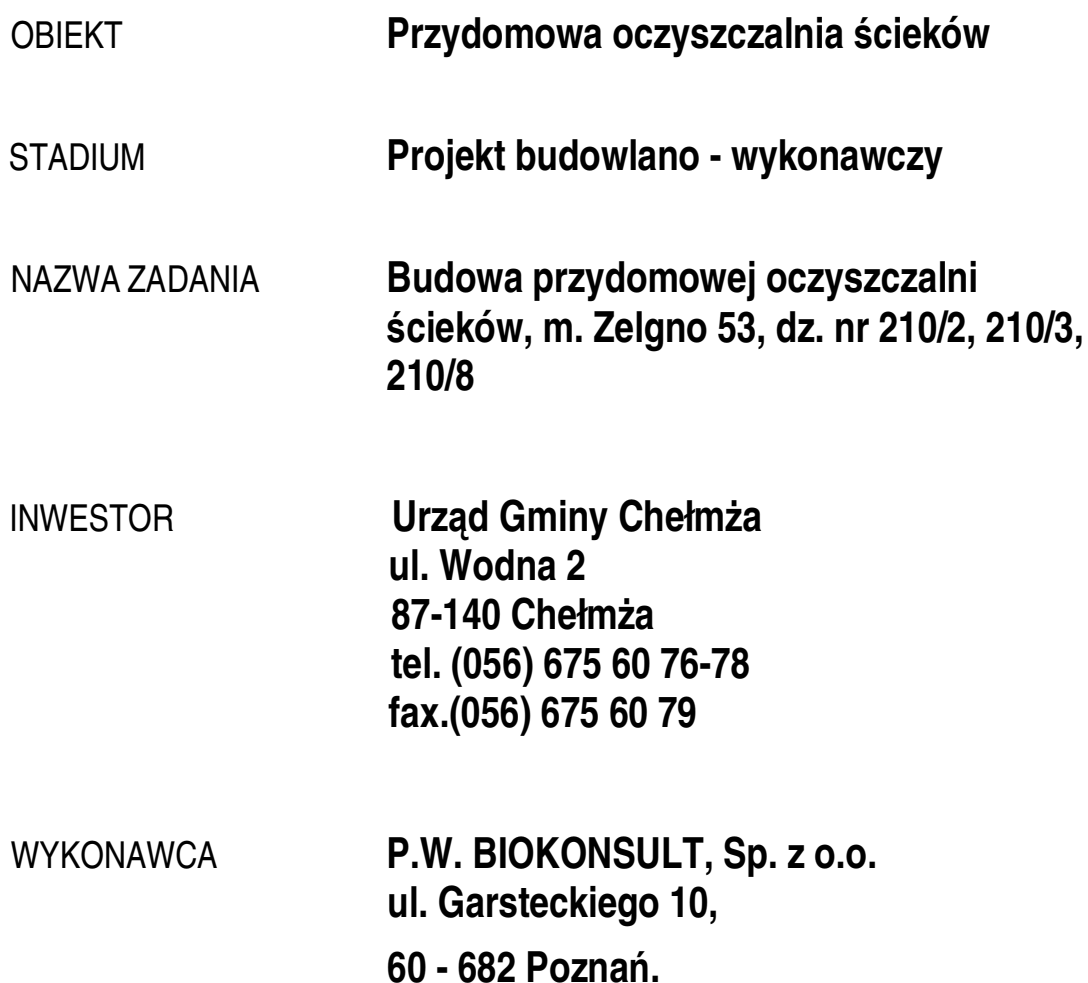 OBIEKT Przydomowa oczyszczalnia ścieków
STADIUM Projekt budowlano - wykonawczy
NAZWA ZADANIA Budowa przydomowej oczyszczalni
ścieków, m. Zelgno 53, dz. nr 210/2, 210/3,
210/8
INWESTOR Urząd Gminy Chełmża
ul. Wodna 2
87-140 Chełmża
tel. (056) 675 60 76-78
fax.(056) 675 60 79
WYKONAWCA P.W. BIOKONSULT, Sp. z o.o.
ul. Garsteckiego 10,
60 - 682 Poznań.